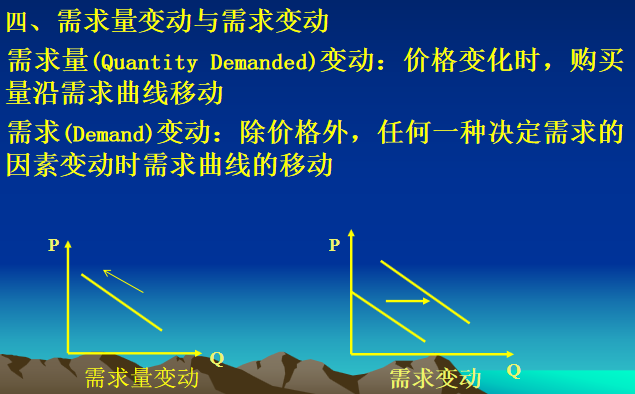 四、需求量变动与需求变动
需求量(Quantity Demanded)变动：价格变化时，购买
量沿需求曲线移动
需求(Demand)变动：除价格外，任何一种决定需求的
因素变动时需求曲线的移动
P
P
Q
Q
需求量变动
需求变动